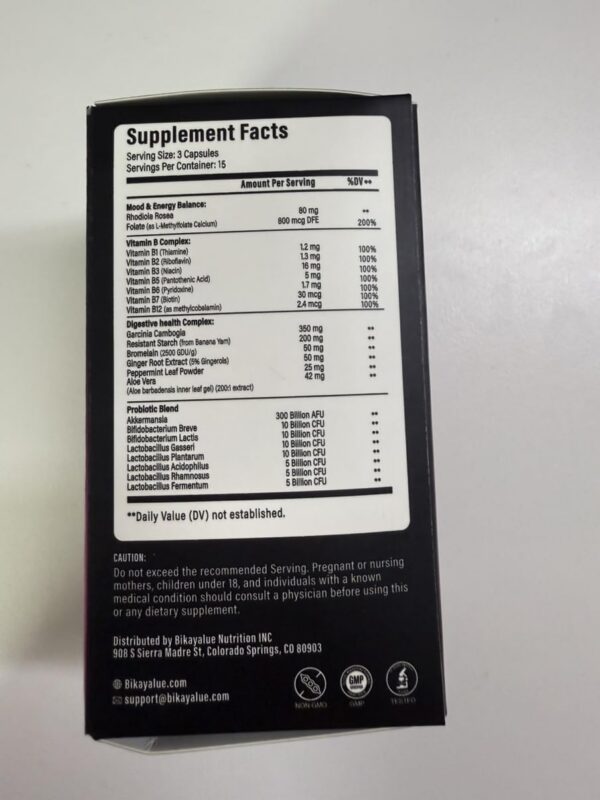 Supplement Facts
Serving Size: 3 Capsules
Servings Per Container: 15
Amount Per Serving %DV**
Mood & Energy Balance:
Rhodiola Rosea 80 mg **
Folate (as L-Methylfolate Calcium) 800 mcg DFE 200%
Vitamin B Complex:
Vitamin B1 (Thiamine) 1.2 mg 100%
Vitamin B2 (Riboflavin) 1.3 mg 100%
Vitamin B3 (Niacin) 16 mg 100%
Vitamin B5 (Pantothenic Acid) 5 mg 100%
Vitamin B6 (Pyridoxine) 1.7 mg 100%
Vitamin B7 (Biotin) 30 mcg 100%
Vitamin B12 (as methylcobalamin) 2.4 mcg 100%
Digestive health Complex:
Garcinia Cambogia 350 mg **
Resistant Starch (from Banana Yam) 200 mg **
Bromelain (2500 GDU/g) 50 mg **
Ginger Root Extract (5% Gingerols) 50 mg **
Peppermint Leaf Powder 25 mg **
Aloe Vera 42 mg **
(Aloe barbadensis inner leaf gel) (200:1 extract)
Probiotic Blend
Akkermansia 300 Billion AFU **
Bifidobacterium Breve 10 Billion CFU **
Bifidobacterium Lactis 10 Billion CFU **
Lactobacillus Gasseri 10 Billion CFU **
Lactobacillus Plantarum 10 Billion CFU **
Lactobacillus Acidophilus 5 Billion CFU **
Lactobacillus Rhamnosus 5 Billion CFU **
Lactobacillus Fermentum 5 Billion CFU **
**Daily Value (DV) not established.
CAUTION:
Do not exceed the recommended Serving. Pregnant or nursing
mothers, children under 18, and individuals with a known
medical condition should consult a physician before using this
or any dietary supplement.
Distributed by Bikayalue Nutrition INC
908 S Sierra Madre St, Colorado Springs, CO 80903
Bikayalue.com
support@bikayalue.com
GMP
NON GMO GMP TESTED